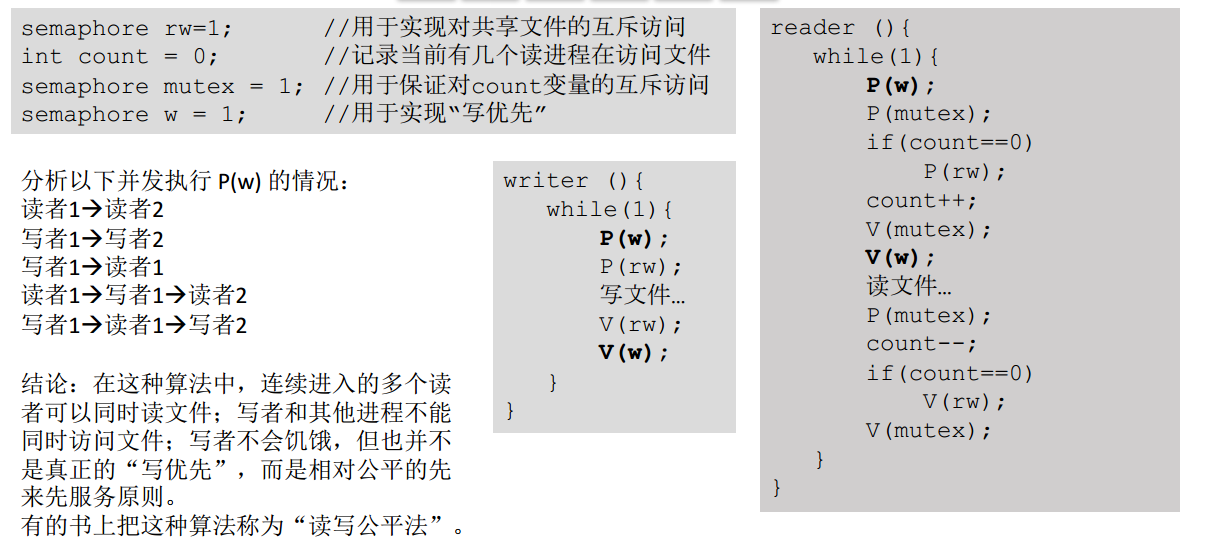 semaphore rw=1;      //用于实现对共享文件的互斥访问
int count = 0;       //记录当前有几个读进程在访问文件
semaphore mutex = 1; //用于保证对count变量的互斥访问
semaphore w = 1;     //用于实现“写优先”
分析以下并发执行 P(w) 的情况：
读者1→读者2
写者1→写者2
写者1→读者1
读者1→写者1→读者2
写者1→读者1→写者2
结论：在这种算法中，连续进入的多个读
者可以同时读文件；写者和其他进程不能
同时访问文件；写者不会饥饿，但也并不
是真正的“写优先”，而是相对公平的先
来先服务原则。
有的书上把这种算法称为“读写公平法”。
writer (){
   while(1){
      P(w);
      P(rw);
      写文件…
      V(rw);
      V(w);
   }
}
reader (){
   while(1){
      P(w);
      P(mutex);
      if(count==0)
         P(rw);
      count++;
      V(mutex);
      V(w);
      读文件…
      P(mutex);
      count--;
      if(count==0)
         V(rw);
      V(mutex);
   }
}